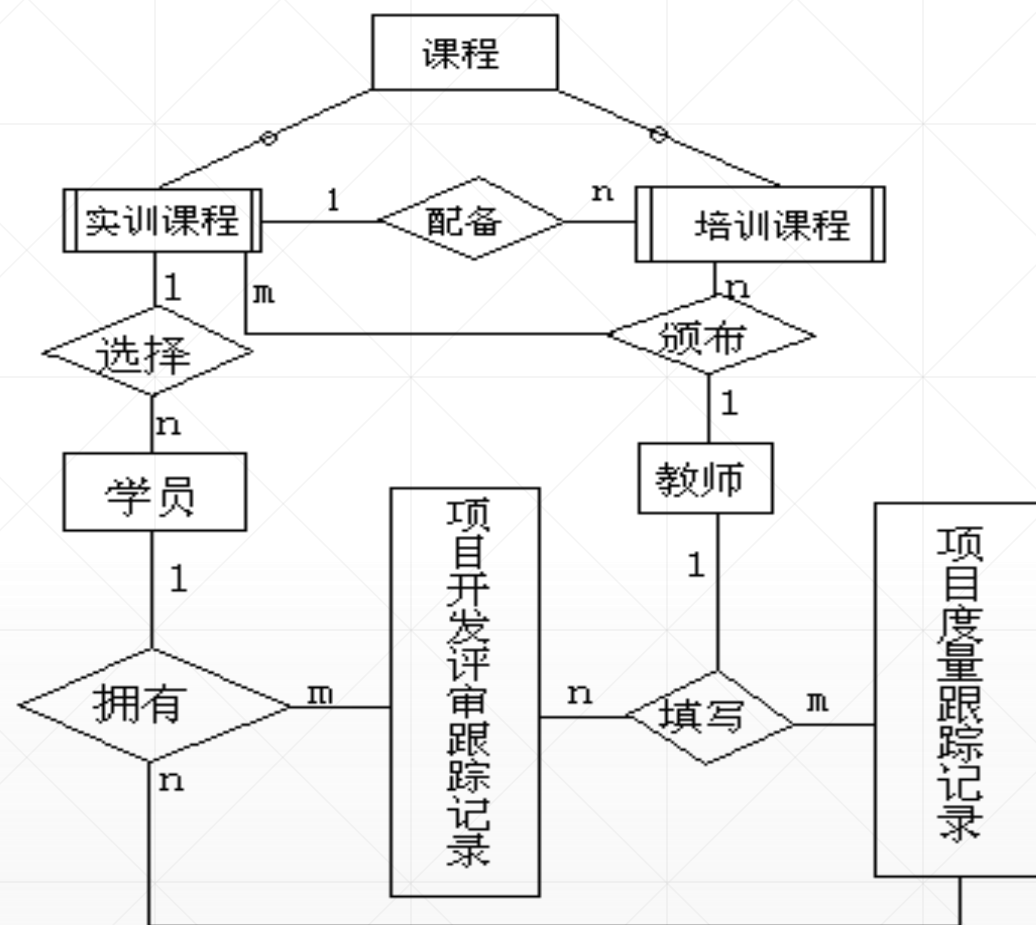 课程
实训课程
1
配备
n
培训课程
1
m
n
选择
颁布
n
1
学员
教师
1
1
项目开发评审跟踪记录
项目度量跟踪记录
拥有
m
n
填写
m
n